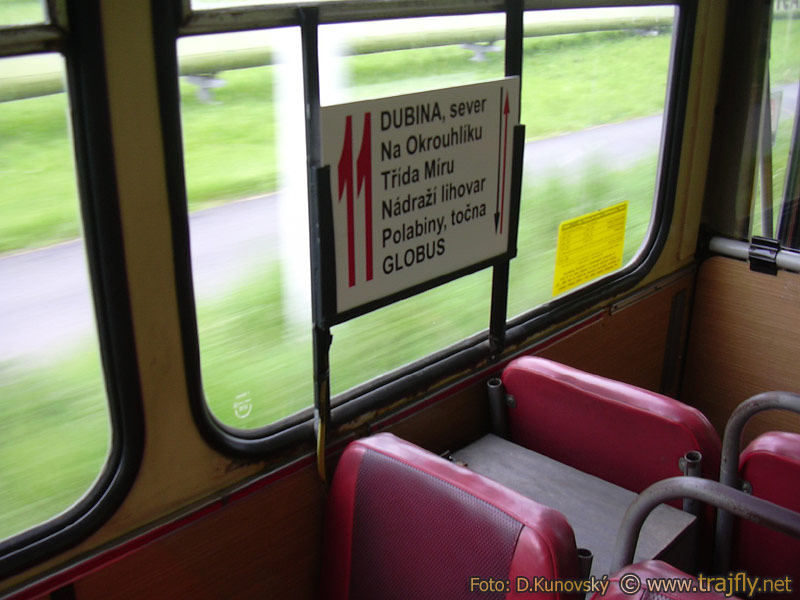 11
DUBINA, sever
Na Okrouhlíku
Třída Míru
Nádraží lihovar
Polabiny, točna
GLOBUS
Foto: D.Kunovský © www.trajfly.net